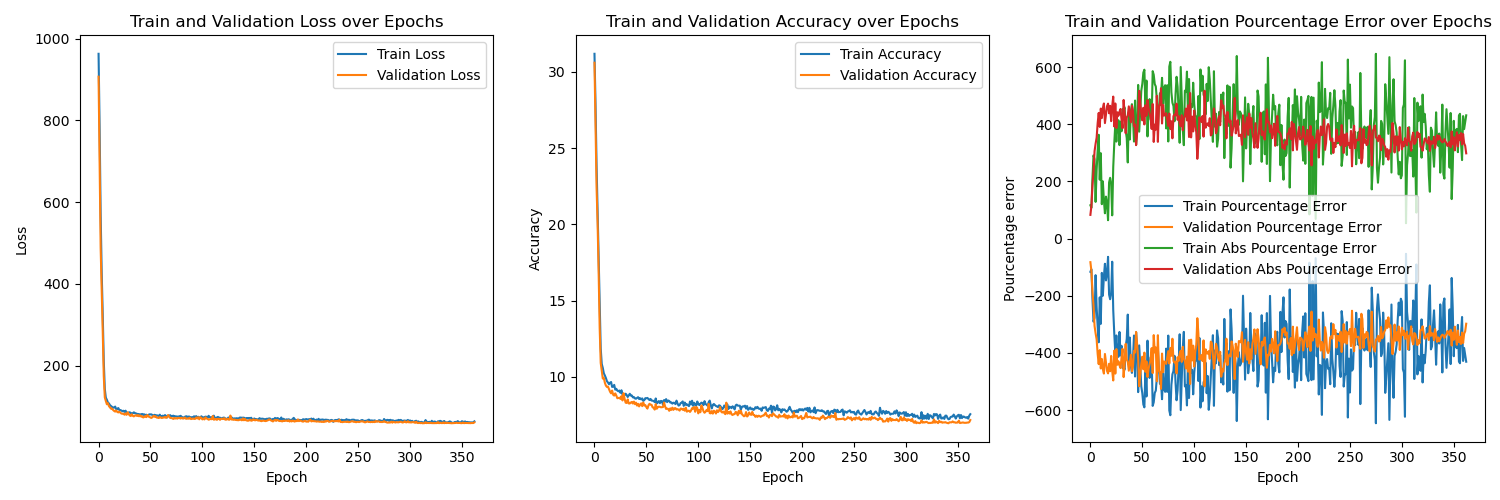 Train and Validation Loss over Epochs
Train Loss
Validation Loss
1000
800
600
400
200
Loss
0
50
100
150
200
250
300
350
Epoch
Train and Validation Accuracy over Epochs
Train Accuracy
Validation Accuracy
30
25
20
15
10
Accuracy
0
50
100
150
200
250
300
350
Epoch
Train and Validation Pourcentage Error over Epochs
600
400
200
0
−200
−400
−600
Pourcentage error
Train Pourcentage Error
Validation Pourcentage Error
Train Abs Pourcentage Error
Validation Abs Pourcentage Error
0
50
100
150
200
250
300
350
Epoch